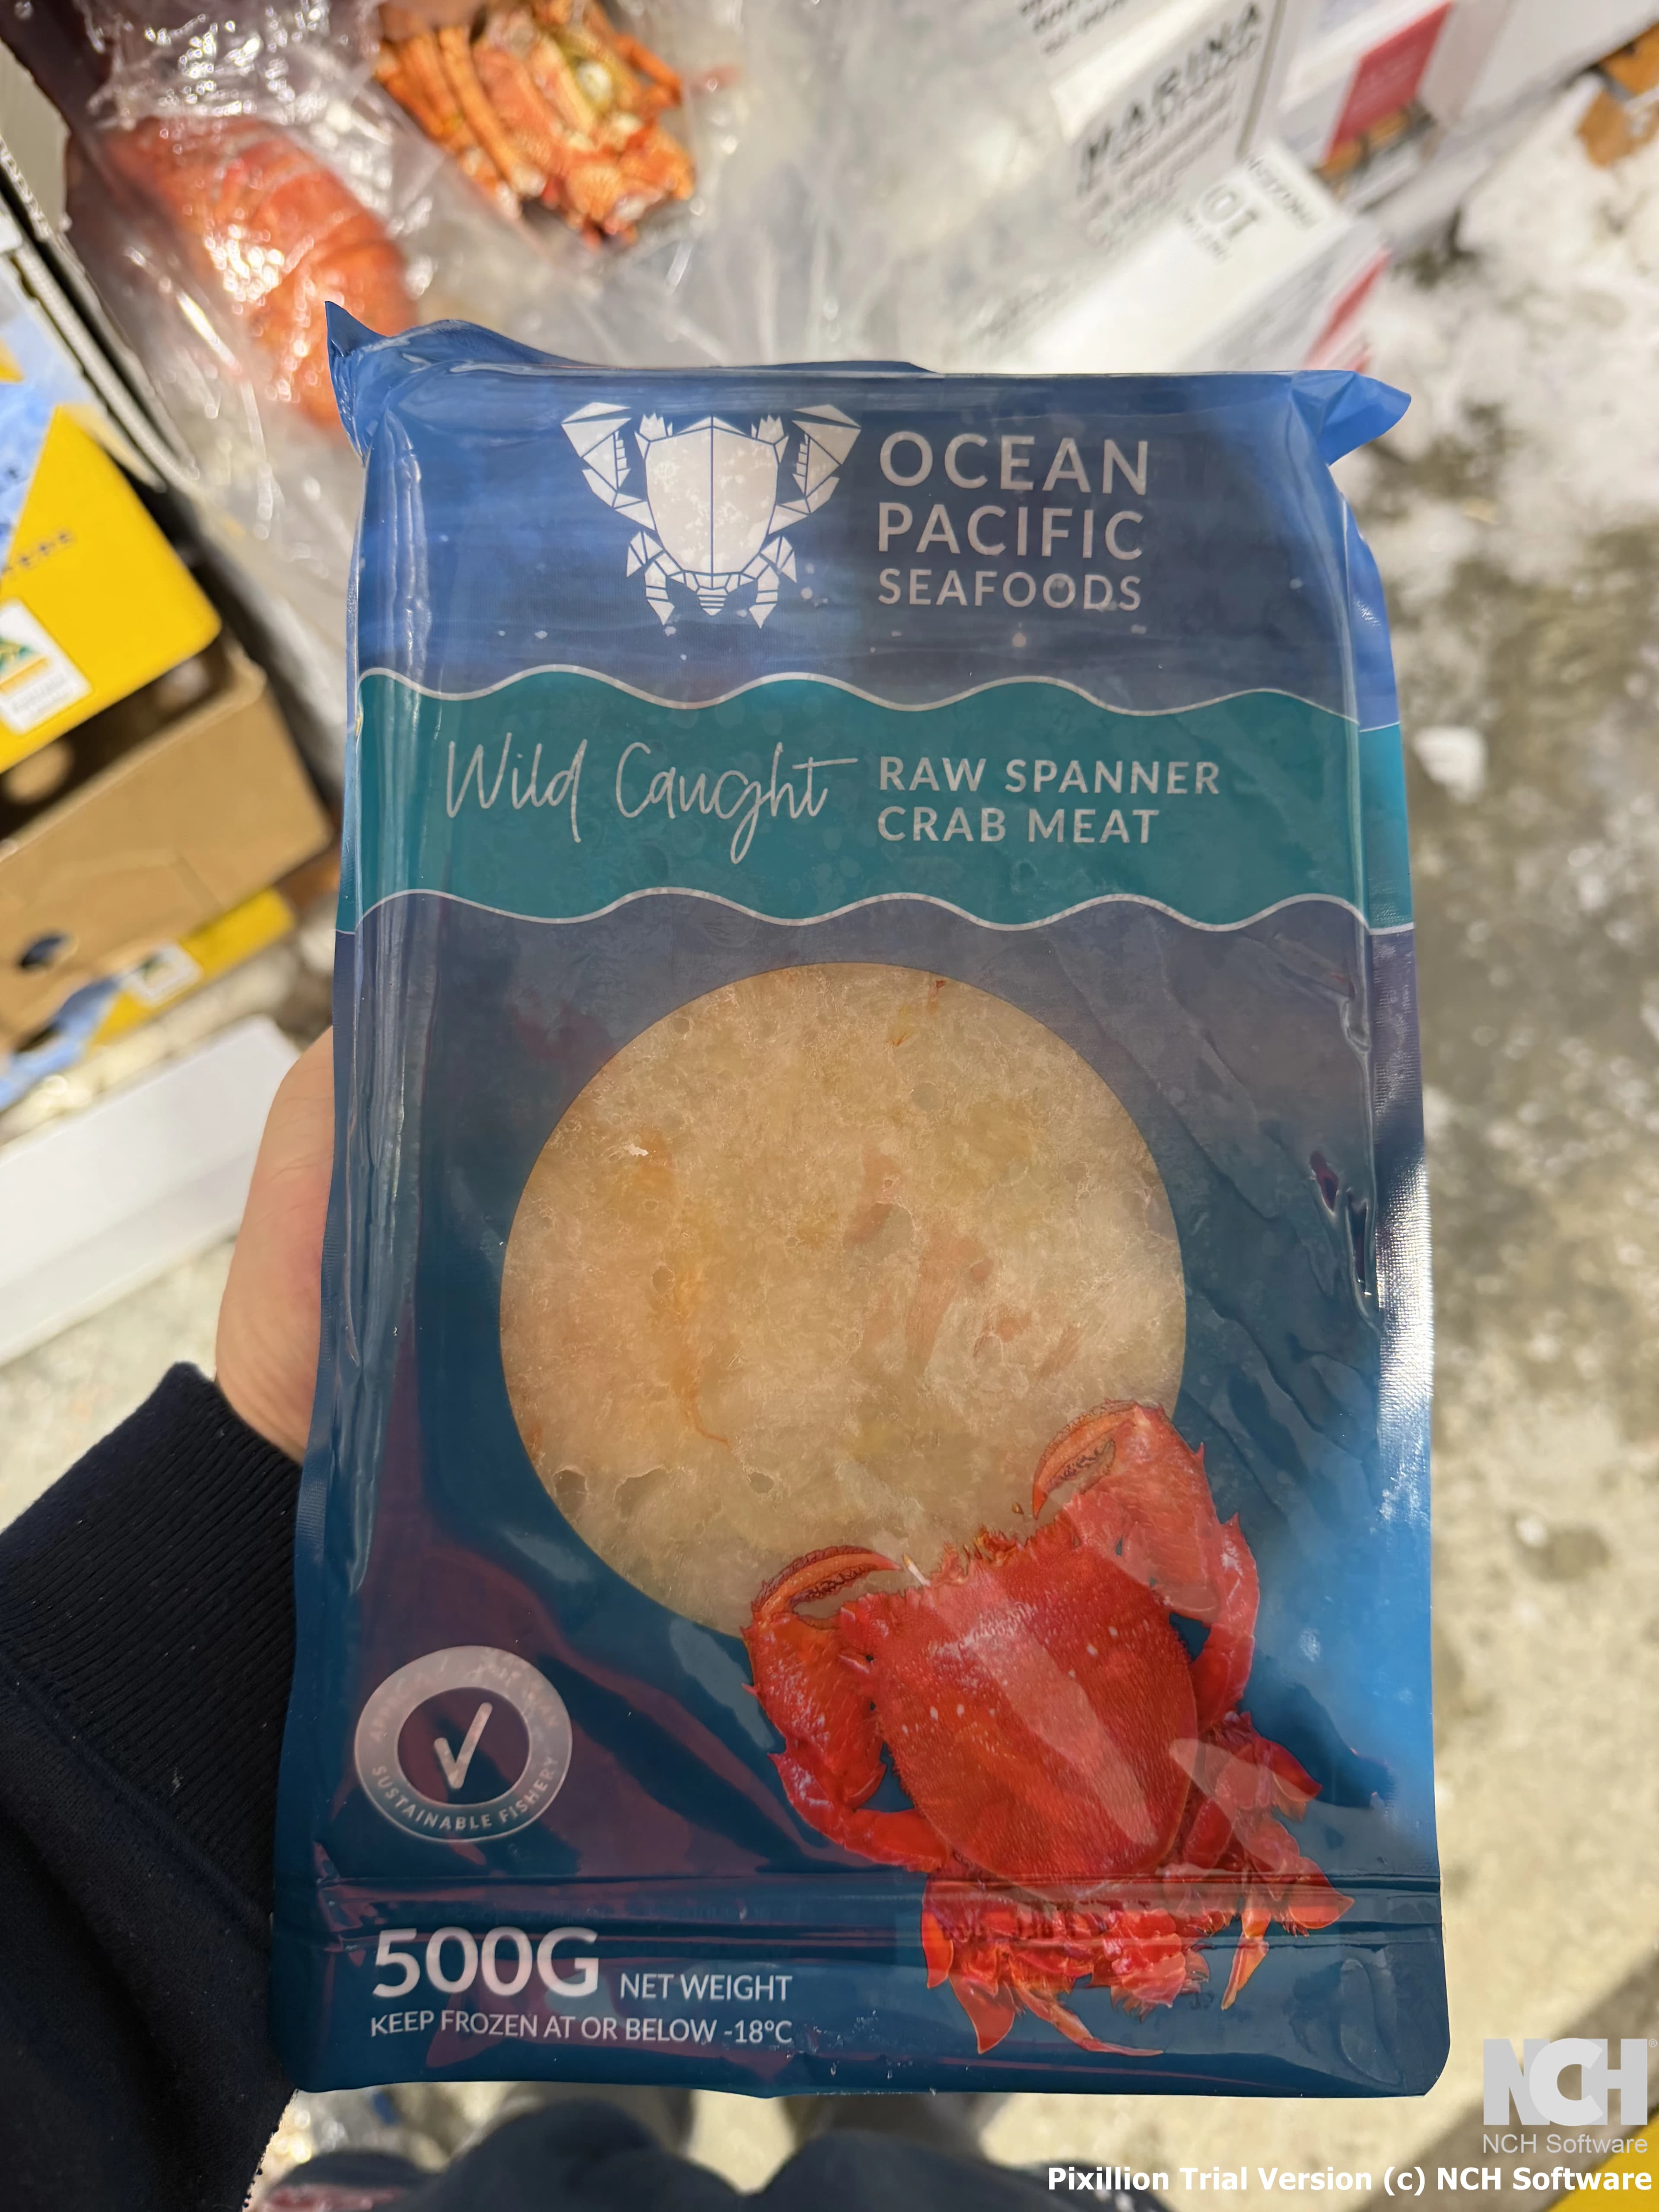 MARINA
OCEAN
PACIFIC
SEAFOODS
Wild Caught
RAW SPANNER
CRAB MEAT
SUSTAINABLE FISHERY
500G NET WEIGHT
KEEP FROZEN AT OR BELOW -18°C
NCH
NCH Software
Pixillion Trial Version (c) NCH Software